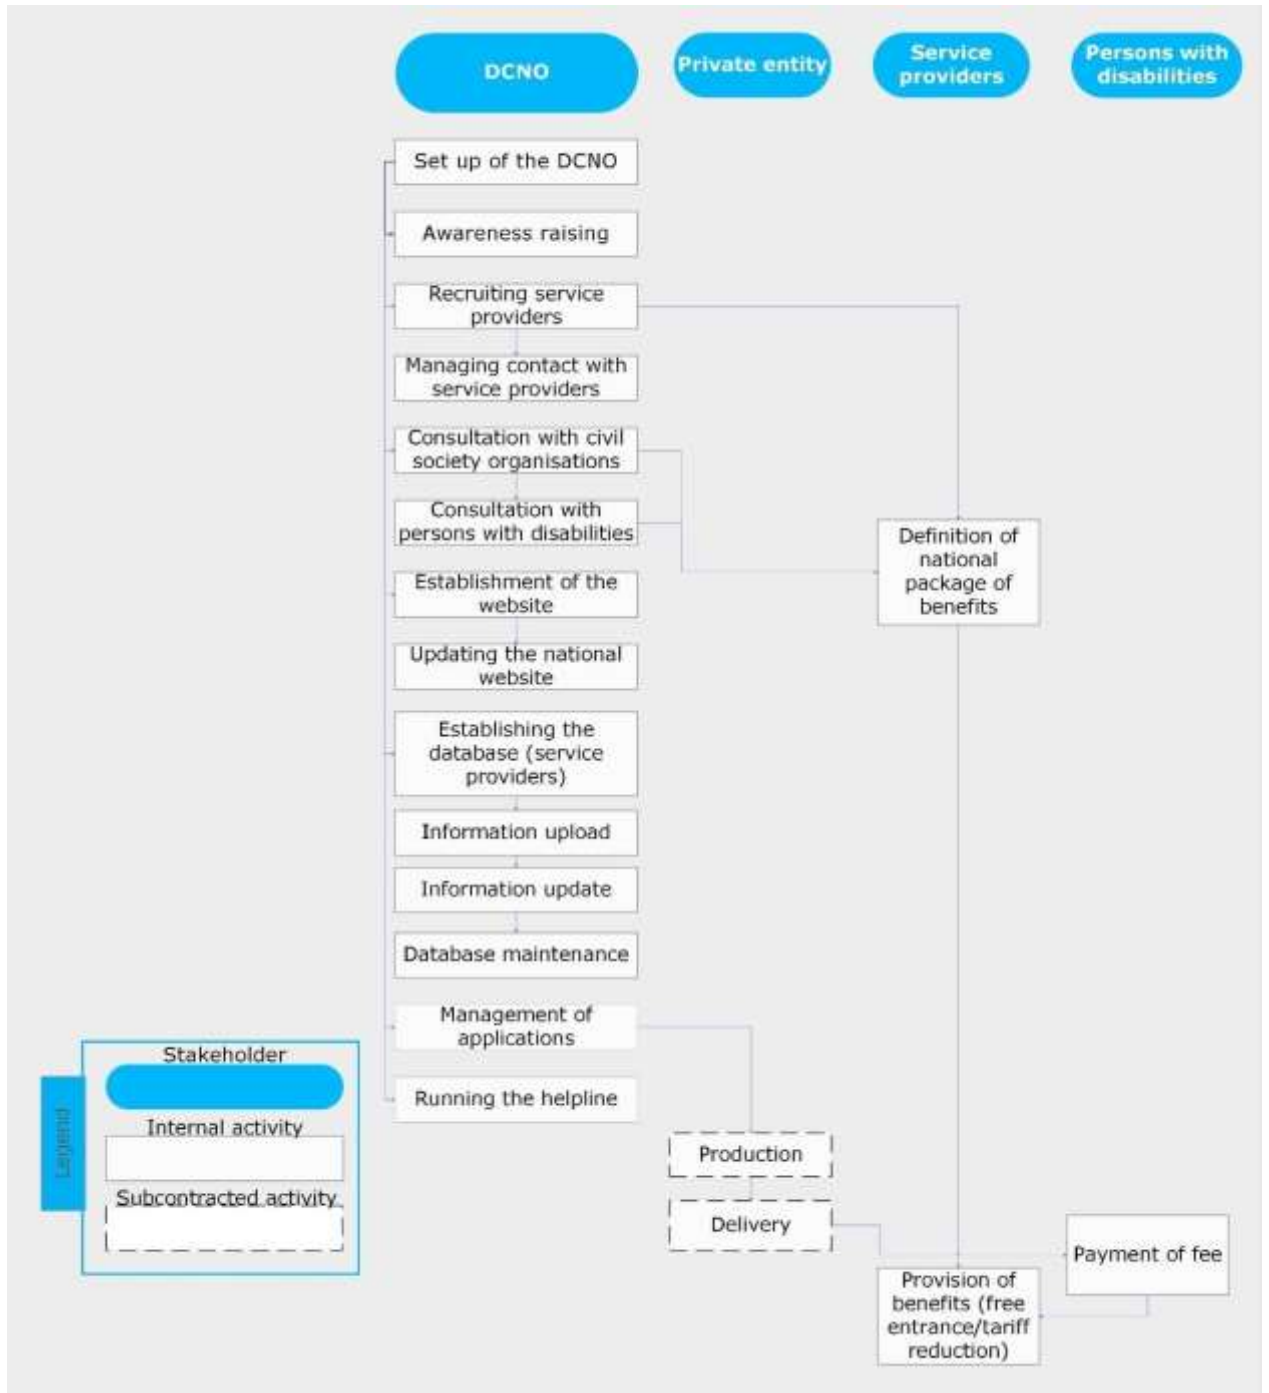 DCNO
Private entity
Service
providers
Persons with
disabilities
Set up of the DCNO
Awareness raising
Recruiting service
providers
Managing contact with
service providers
Consultation with civil
society organisations
Consultation with
persons with disabilities
Definition of
national
package of
benefits
Establishment of the
website
Updating the national
website
Establishing the
database (service
providers)
Information upload
Information update
Database maintenance
Management of
applications
Running the helpline
Legend
Stakeholder
Internal activity
Subcontracted activity
Production
Delivery
Payment of fee
Provision of
benefits (free
entrance/tariff
reduction)